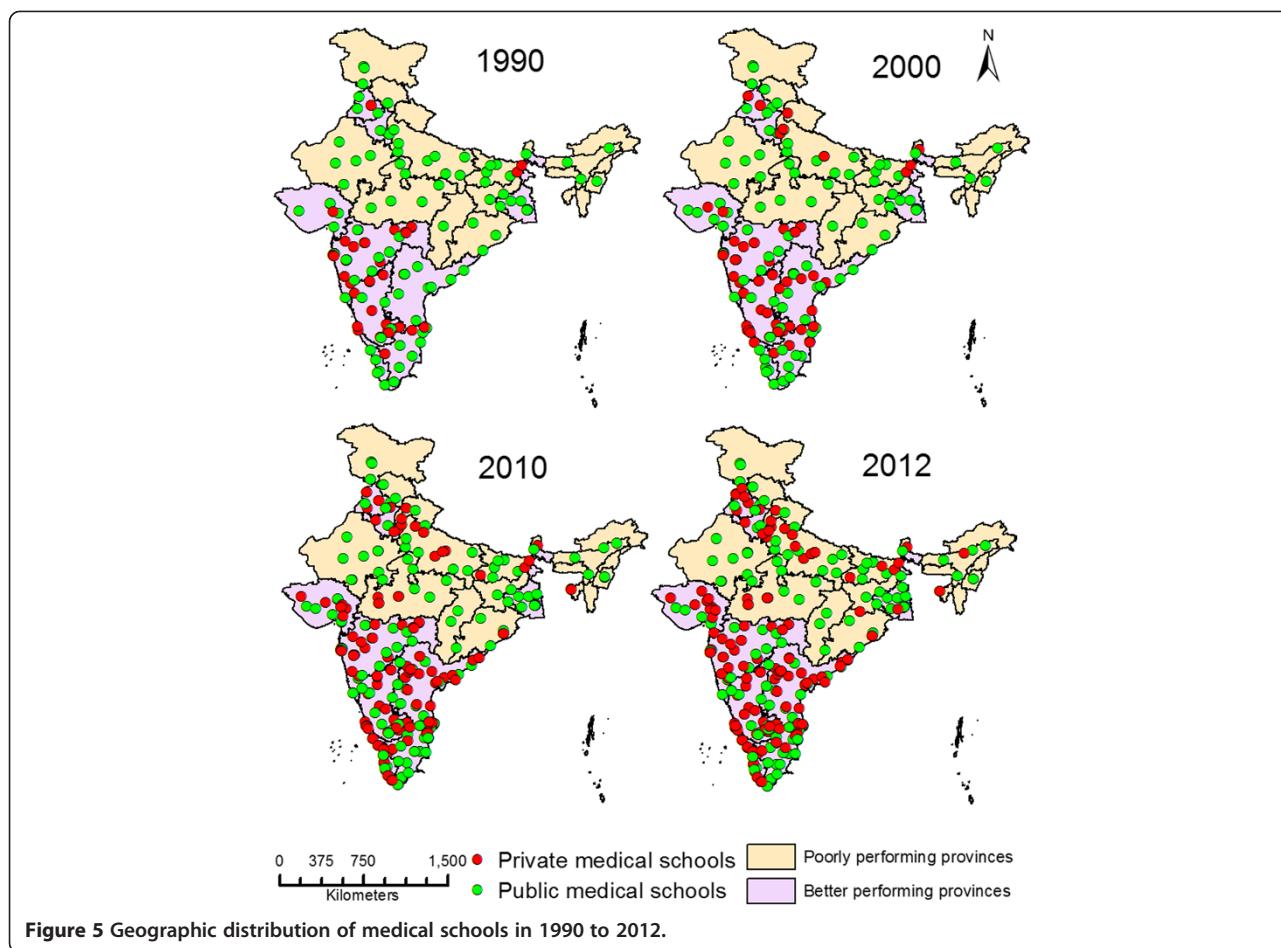 1990
2000
N
2010
2012
0 375 750 1,500
Kilometers
Private medical schools
Public medical schools
Poorly performing provinces
Better performing provinces
Figure 5 Geographic distribution of medical schools in 1990 to 2012.